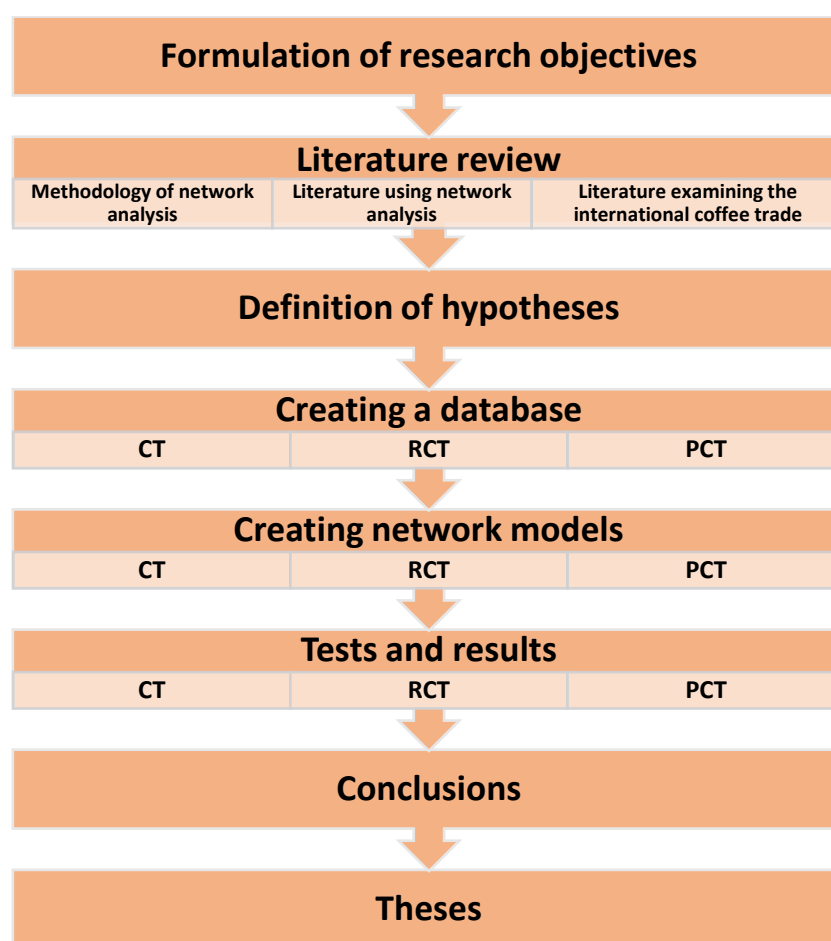 Formulation of research objectives
Literature review
Methodology of network
analysis
Literature using network
analysis
Literature examining the
international coffee trade
Definition of hypotheses
Creating a database
CT
RCT
PCT
Creating network models
CT
RCT
PCT
Tests and results
CT
RCT
PCT
Conclusions
Theses